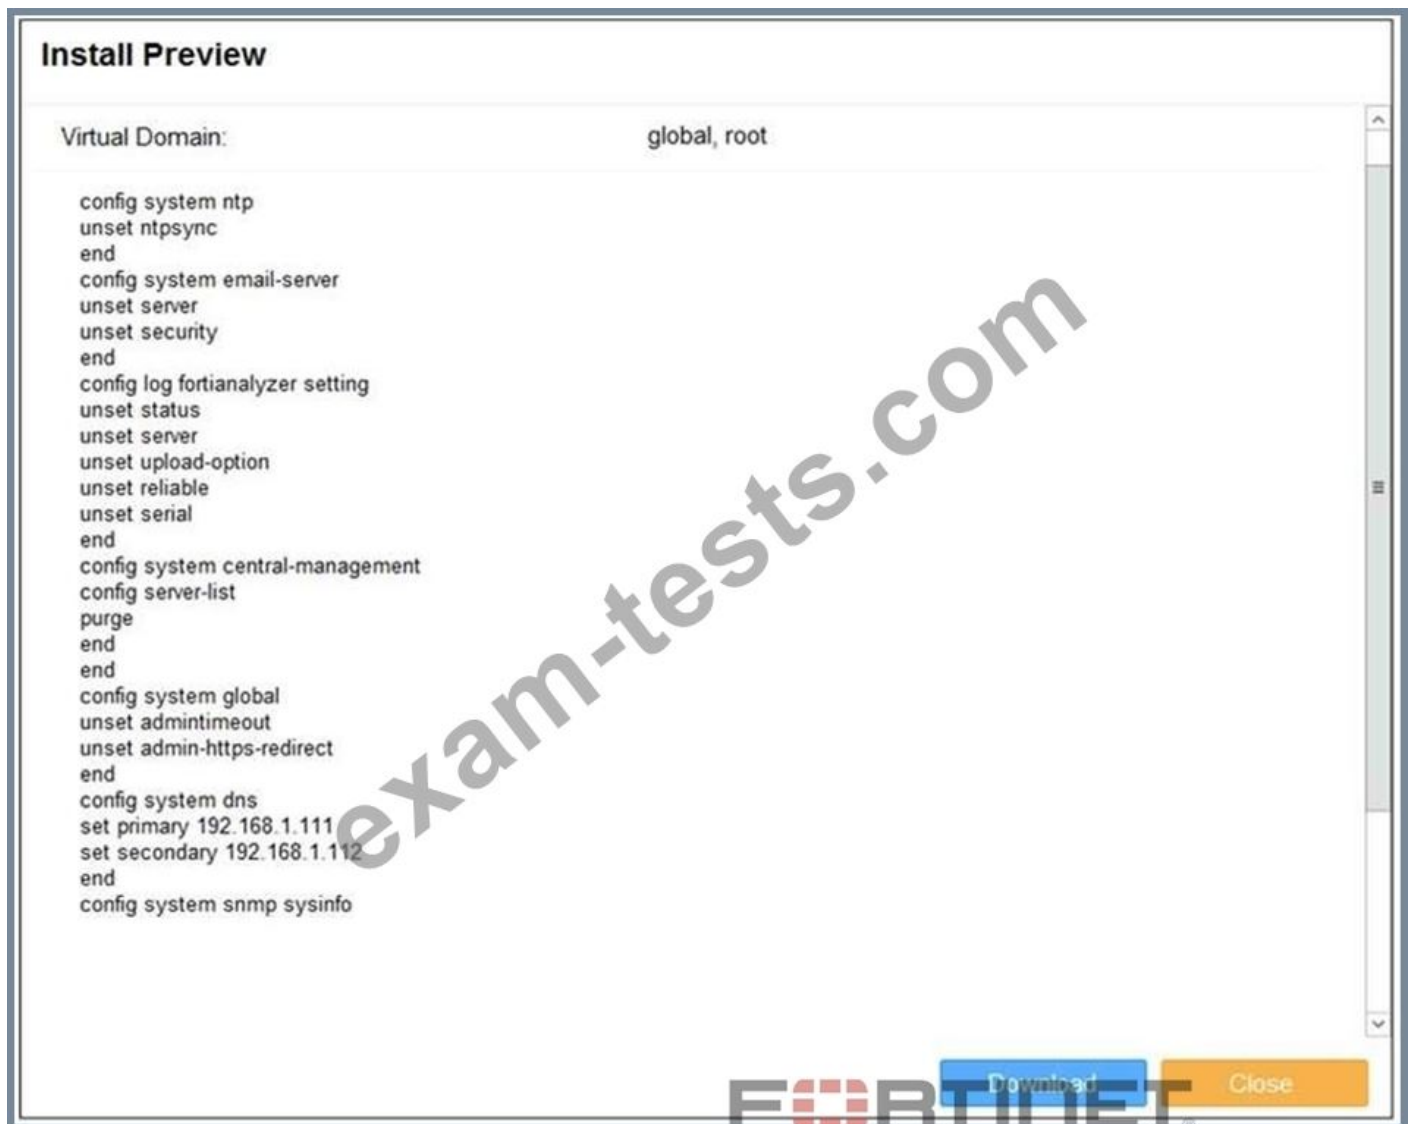 Install Preview
Virtual Domain: global, root
config system ntp
unset ntpsync
end
config system email-server
unset server
unset security
end
config log fortianalyzer setting
unset status
unset server
unset upload-option
unset reliable
unset serial
end
config system central-management
config server-list
purge
end
end
config system global
unset admintimeout
unset admin-https-redirect
end
config system dns
set primary 192.168.1.111
set secondary 192.168.1.112
end
config system snmp sysinfo
exam-tests.com
Download Close
FORTINET